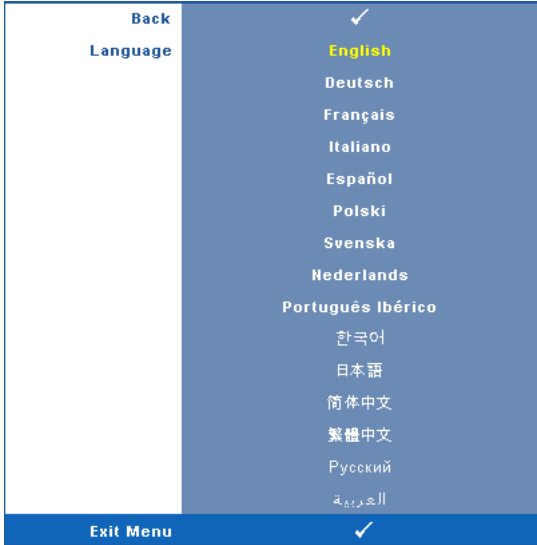 Back ✓
Language English
Deutsch
Français
Italiano
Español
Polski
Svenska
Nederlands
Português Ibérico
한국어
日本語
简体中文
繁體中文
Русский
العربية
Exit Menu ✓